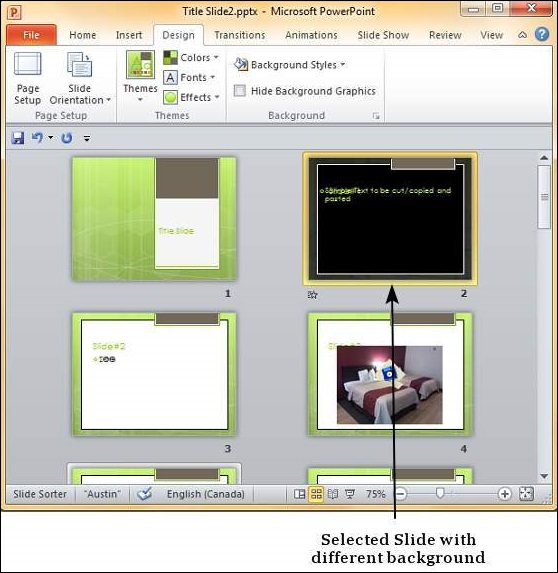 Title Slide2.pptx - Microsoft PowerPoint
File Home Insert Design Transitions Animations Slide Show Review View
Page Setup
Slide Orientation
Themes
Colors
Fonts
Effects
Background Styles
Hide Background Graphics
Page Setup Themes Background
Title Slide
1
Text to be cut/copied and
pasted
2
Slide#2
3
Slide#2
4
Slide Sorter "Austin" English (Canada) 75%
Selected Slide with
different background